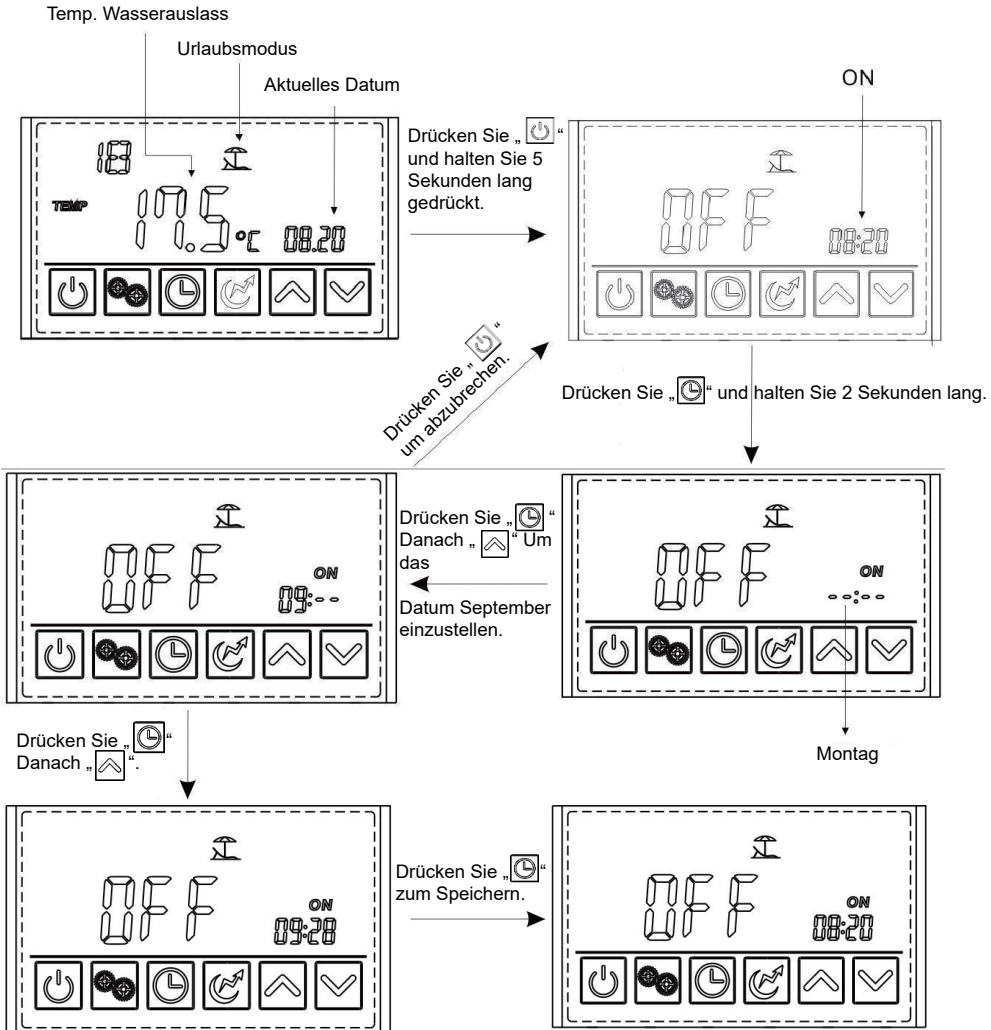 Temp. Wasserauslass
Urlaubsmodus
Aktuelles Datum
18
TEMP
17.5 °C
08.20
Drücken Sie „ “
und halten Sie 5
Sekunden lang
gedrückt.
ON
OFF
08:20
Drücken Sie „ “
um abzubrechen.
Drücken Sie „ “ und halten Sie 2 Sekunden lang.
OFF
ON
09:--
Drücken Sie „ “
Danach „ “ Um
das
Datum September
einzustellen.
OFF
ON
--:--
Montag
Drücken Sie „ “
Danach „ “.
OFF
ON
09:28
Drücken Sie „ “
zum Speichern.
OFF
ON
08:20